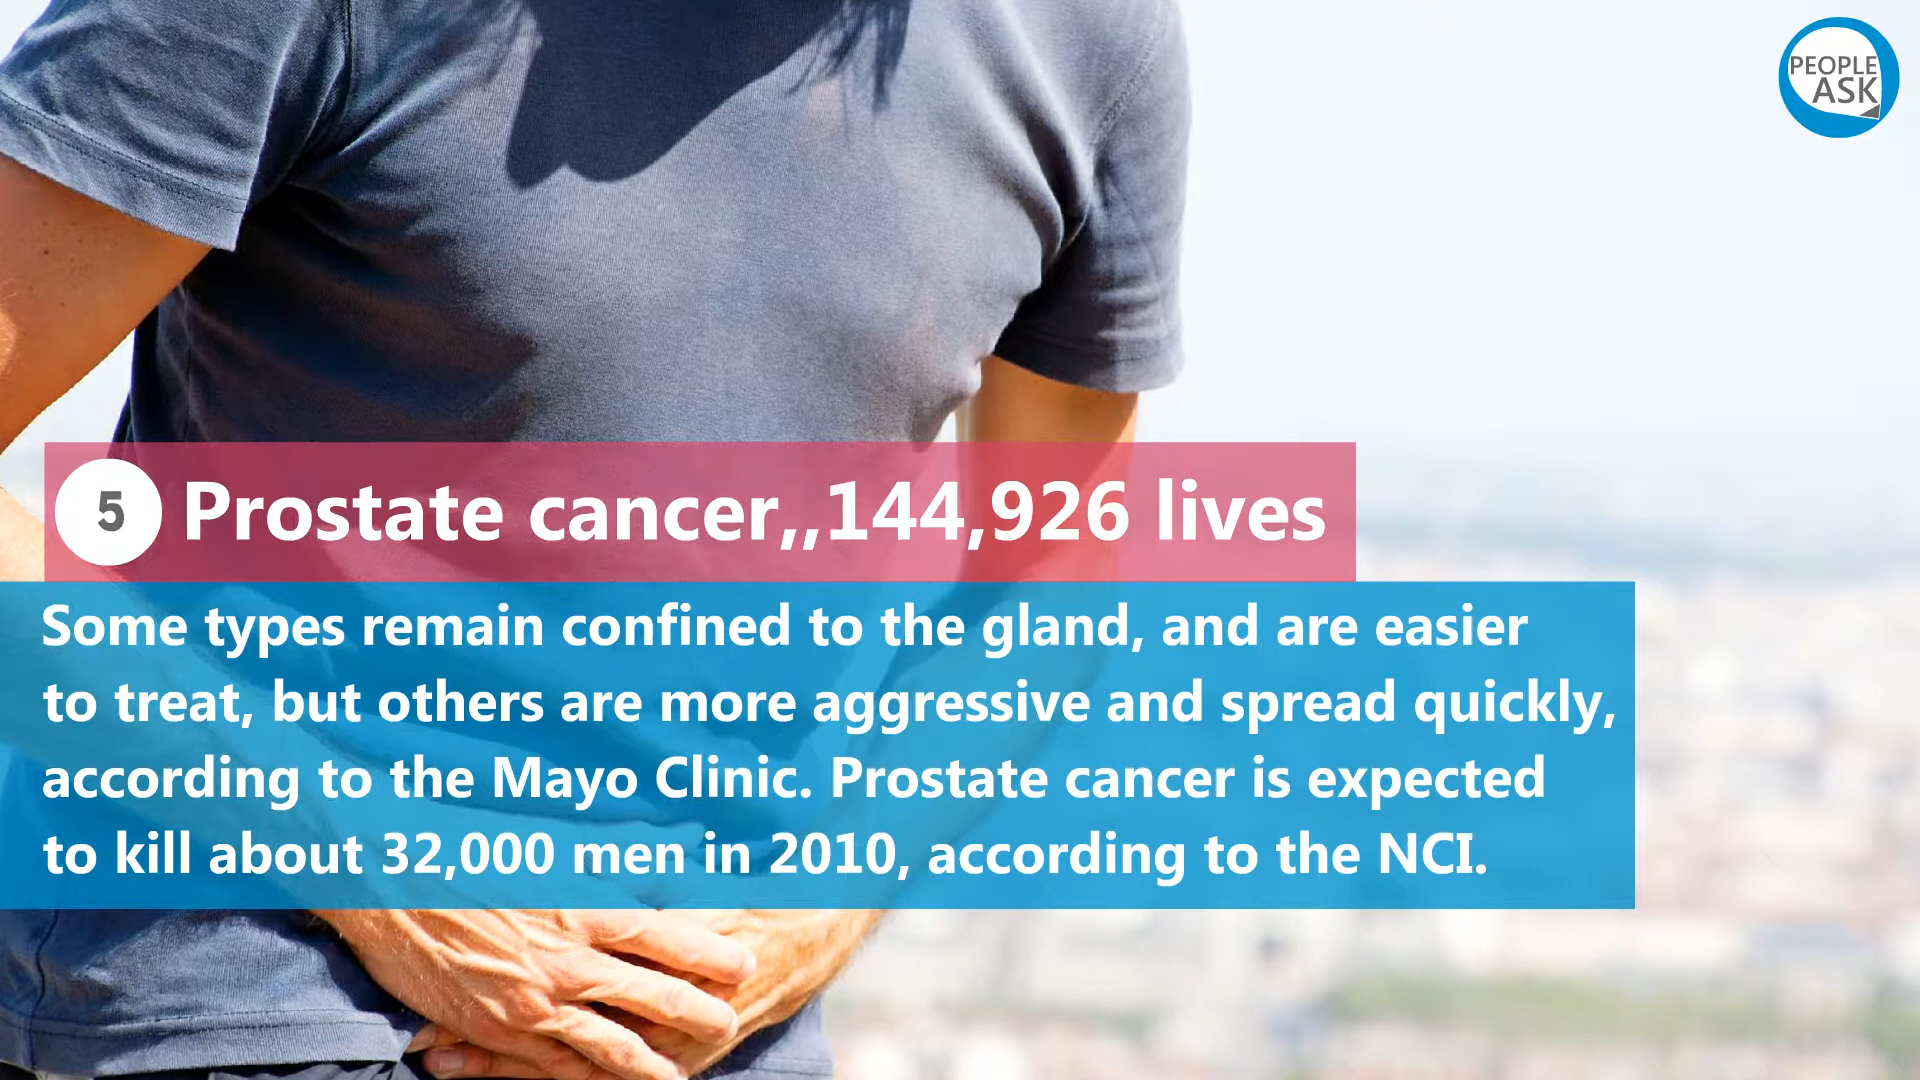 PEOPLE
ASK
5 Prostate cancer,,144,926 lives
Some types remain confined to the gland, and are easier
to treat, but others are more aggressive and spread quickly,
according to the Mayo Clinic. Prostate cancer is expected
to kill about 32,000 men in 2010, according to the NCI.